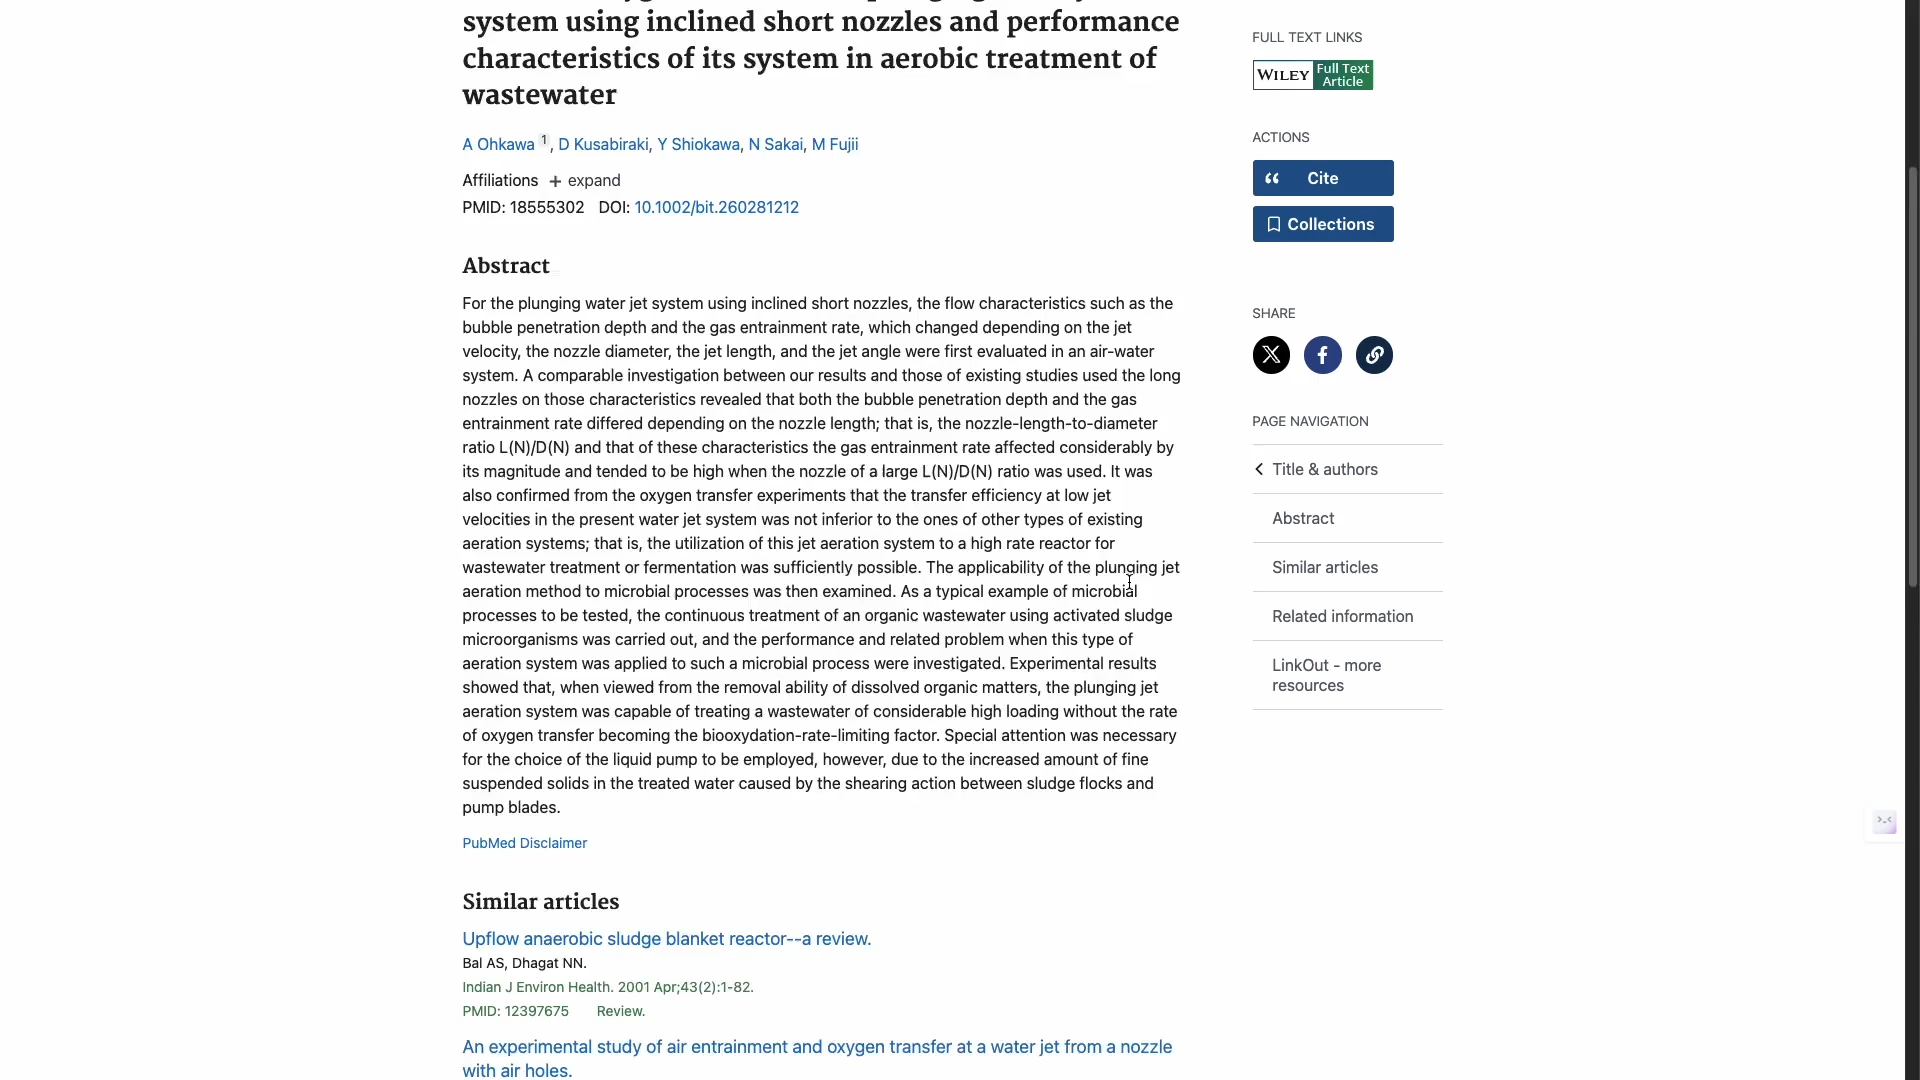 system using inclined short nozzles and performance
characteristics of its system in aerobic treatment of
wastewater
A Ohkawa 1, D Kusabiraki, Y Shiokawa, N Sakai, M Fujii
Affiliations + expand
PMID: 18555302 DOI: 10.1002/bit.260281212
Abstract
For the plunging water jet system using inclined short nozzles, the flow characteristics such as the
bubble penetration depth and the gas entrainment rate, which changed depending on the jet
velocity, the nozzle diameter, the jet length, and the jet angle were first evaluated in an air-water
system. A comparable investigation between our results and those of existing studies used the long
nozzles on those characteristics revealed that both the bubble penetration depth and the gas
entrainment rate differed depending on the nozzle length; that is, the nozzle-length-to-diameter
ratio L(N)/D(N) and that of these characteristics the gas entrainment rate affected considerably by
its magnitude and tended to be high when the nozzle of a large L(N)/D(N) ratio was used. It was
also confirmed from the oxygen transfer experiments that the transfer efficiency at low jet
velocities in the present water jet system was not inferior to the ones of other types of existing
aeration systems; that is, the utilization of this jet aeration system to a high rate reactor for
wastewater treatment or fermentation was sufficiently possible. The applicability of the plunging jet
aeration method to microbial processes was then examined. As a typical example of microbial
processes to be tested, the continuous treatment of an organic wastewater using activated sludge
microorganisms was carried out, and the performance and related problem when this type of
aeration system was applied to such a microbial process were investigated. Experimental results
showed that, when viewed from the removal ability of dissolved organic matters, the plunging jet
aeration system was capable of treating a wastewater of considerable high loading without the rate
of oxygen transfer becoming the biooxydation-rate-limiting factor. Special attention was necessary
for the choice of the liquid pump to be employed, however, due to the increased amount of fine
suspended solids in the treated water caused by the shearing action between sludge flocks and
pump blades.
PubMed Disclaimer
Similar articles
Upflow anaerobic sludge blanket reactor--a review.
Bal AS, Dhagat NN.
Indian J Environ Health. 2001 Apr;43(2):1-82.
PMID: 12397675 Review.
An experimental study of air entrainment and oxygen transfer at a water jet from a nozzle
with air holes.
FULL TEXT LINKS
WILEY Full Text
Article
ACTIONS
Cite
Collections
SHARE
PAGE NAVIGATION
Title & authors
Abstract
Similar articles
Related information
LinkOut - more
resources